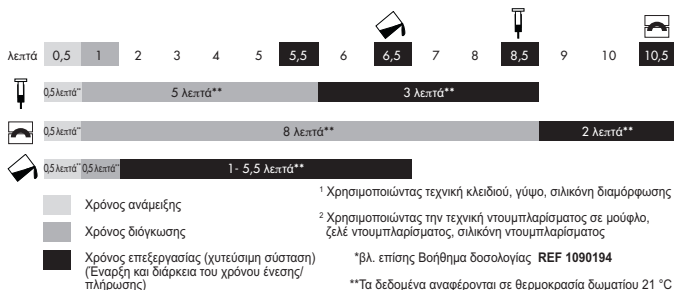 λεπτά 0,5 1 2 3 4 5 5,5 6 6,5 7 8 8,5 9 10 10,5
0,5 λεπτά** 5 λεπτά** 3 λεπτά**
0,5 λεπτά** 8 λεπτά** 2 λεπτά**
0,5 λεπτά** 0,5 λεπτά** 1- 5,5 λεπτά**
Χρόνος ανάμειξης
Χρόνος διόγκωσης
Χρόνος επεξεργασίας (χυτεύσιμη σύσταση)
(Έναρξη και διάρκεια του χρόνου ένεσης/
πλήρωσης)
1 Χρησιμοποιώντας τεχνική κλειδιού, γύψο, σιλικόνη διαμόρφωσης
2 Χρησιμοποιώντας την τεχνική ντουμπλαρίσματος σε μούφλο,
ζελέ ντουμπλαρίσματος, σιλικόνη ντουμπλαρίσματος
*βλ. επίσης Βοήθημα δοσολογίας REF 1090194
**Τα δεδομένα αναφέρονται σε θερμοκρασία δωματίου 21 °C